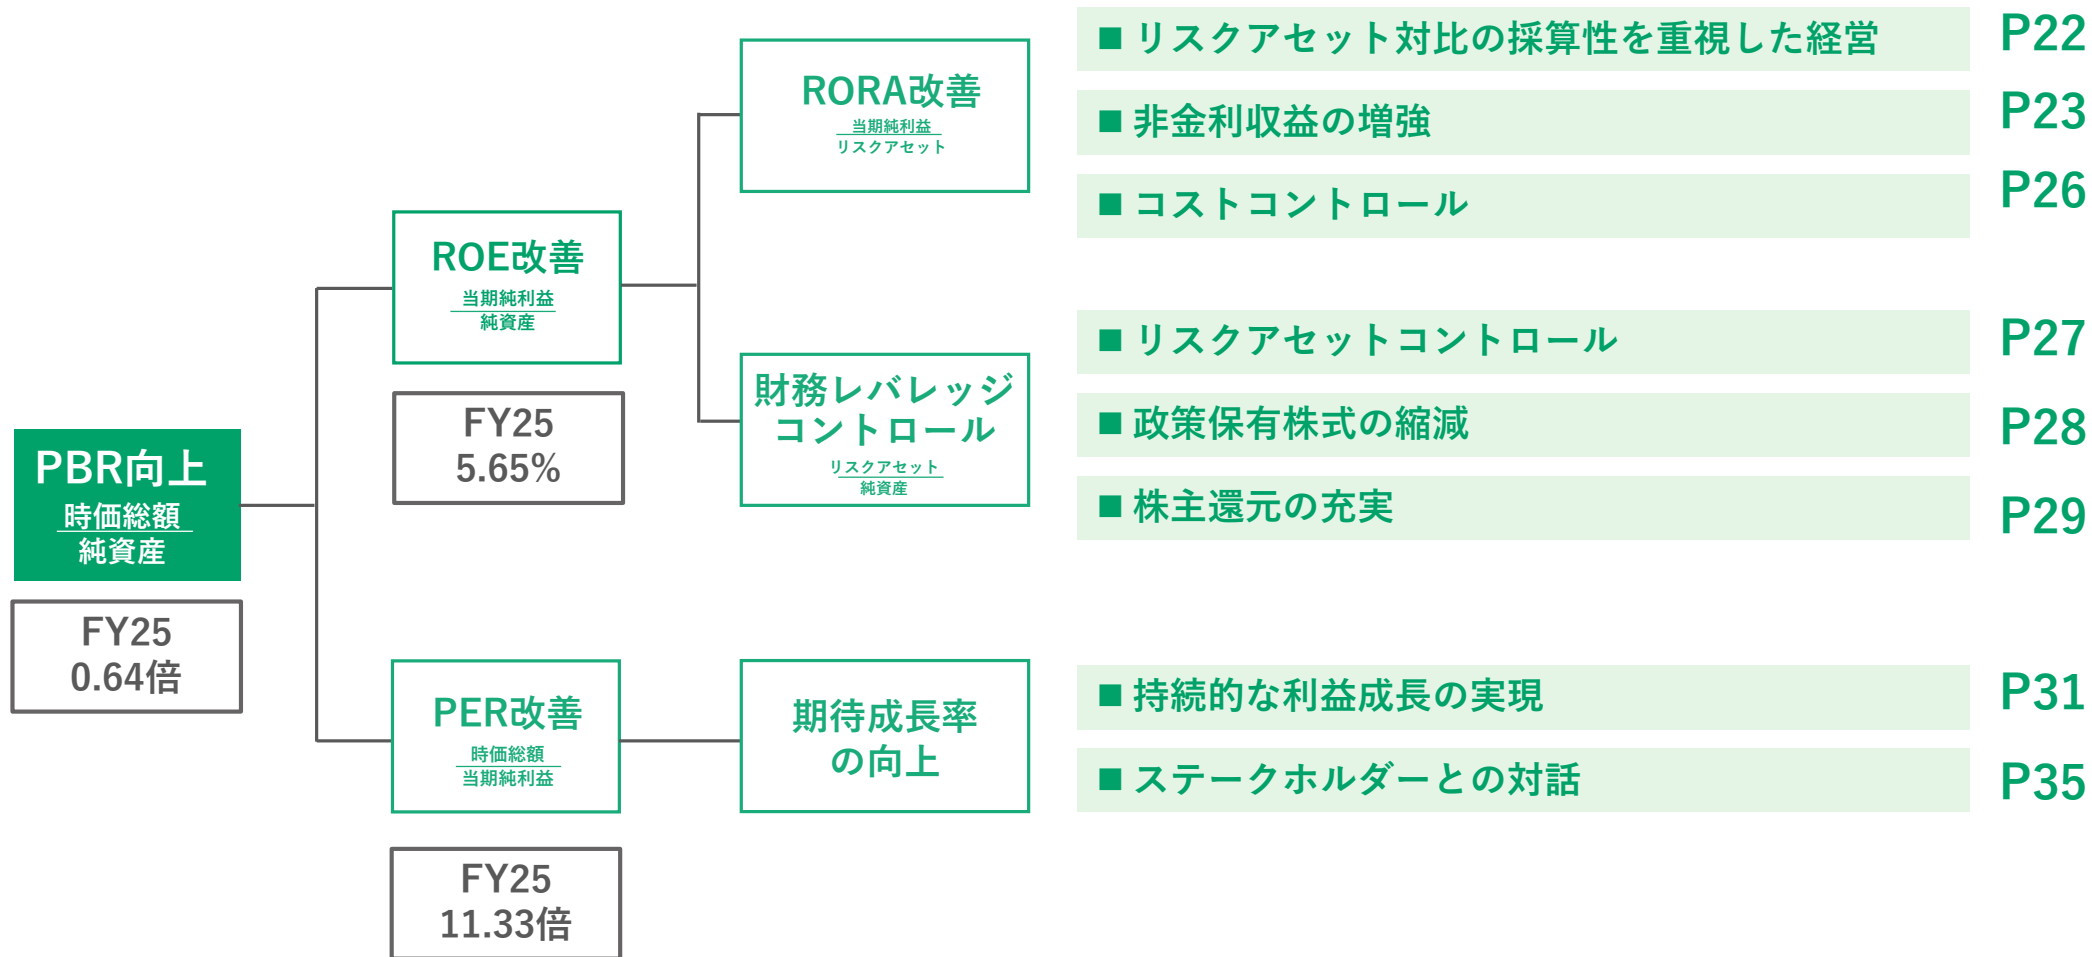 PBR向上
時価総額
純資産
FY25
0.64倍
ROE改善
当期純利益
純資産
FY25
5.65%
PER改善
時価総額
当期純利益
FY25
11.33倍
RORA改善
当期純利益
リスクアセット
財務レバレッジ
コントロール
リスクアセット
純資産
期待成長率
の向上
■ リスクアセット対比の採算性を重視した経営 P22
■ 非金利収益の増強 P23
■ コストコントロール P26
■ リスクアセットコントロール P27
■ 政策保有株式の縮減 P28
■ 株主還元の充実 P29
■ 持続的な利益成長の実現 P31
■ ステークホルダーとの対話 P35